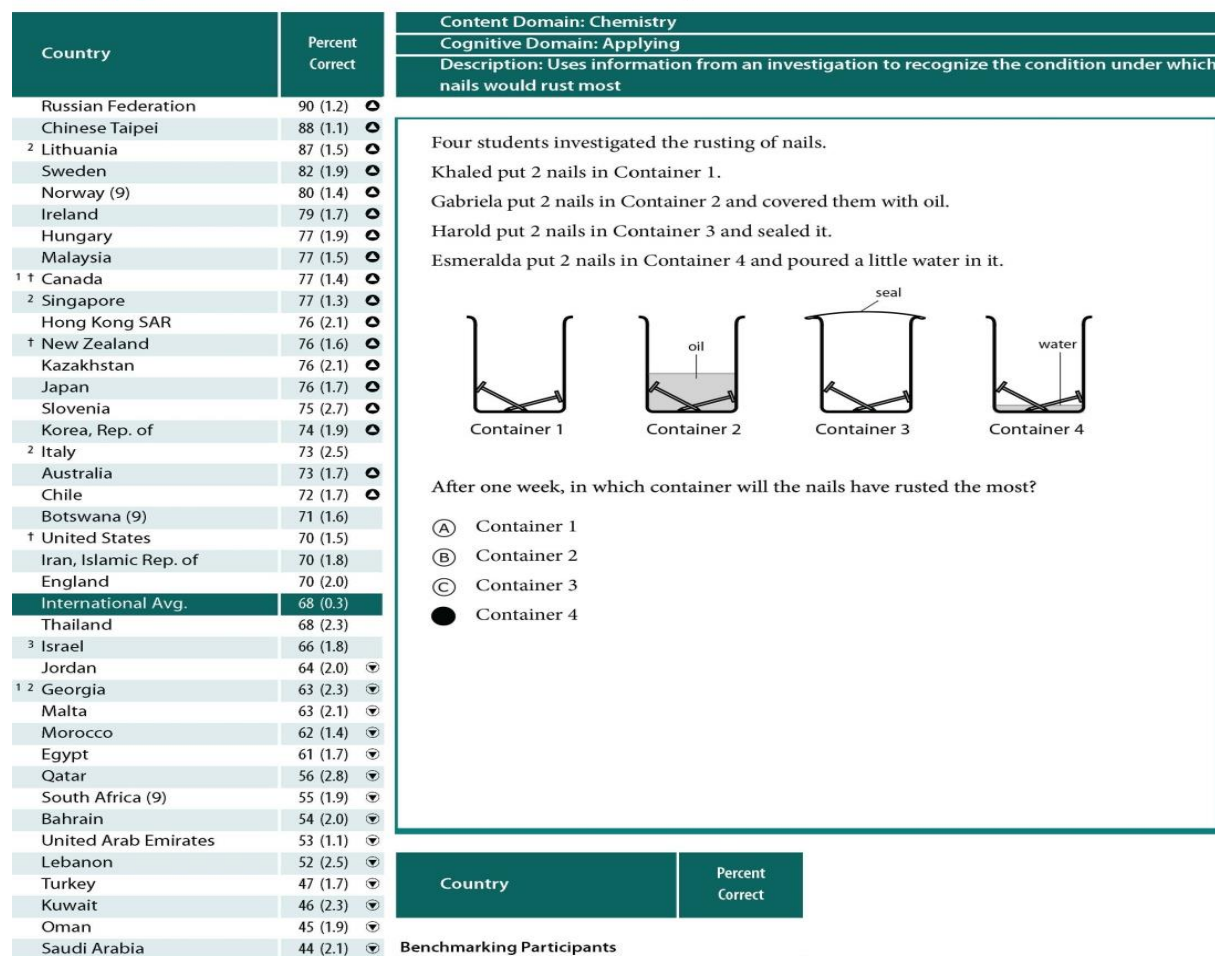 Country Percent Correct
Russian Federation 90 (1.2)
Chinese Taipei 88 (1.1)
2 Lithuania 87 (1.5)
Sweden 82 (1.9)
Norway (9) 80 (1.4)
Ireland 79 (1.7)
Hungary 77 (1.9)
Malaysia 77 (1.5)
1 † Canada 77 (1.4)
2 Singapore 77 (1.3)
Hong Kong SAR 76 (2.1)
† New Zealand 76 (1.6)
Kazakhstan 76 (2.1)
Japan 76 (1.7)
Slovenia 75 (2.7)
Korea, Rep. of 74 (1.9)
2 Italy 73 (2.5)
Australia 73 (1.7)
Chile 72 (1.7)
Botswana (9) 71 (1.6)
† United States 70 (1.5)
Iran, Islamic Rep. of 70 (1.8)
England 70 (2.0)
International Avg. 68 (0.3)
Thailand 68 (2.3)
3 Israel 66 (1.8)
Jordan 64 (2.0)
1 2 Georgia 63 (2.3)
Malta 63 (2.1)
Morocco 62 (1.4)
Egypt 61 (1.7)
Qatar 56 (2.8)
South Africa (9) 55 (1.9)
Bahrain 54 (2.0)
United Arab Emirates 53 (1.1)
Lebanon 52 (2.5)
Turkey 47 (1.7)
Kuwait 46 (2.3)
Oman 45 (1.9)
Saudi Arabia 44 (2.1)
Content Domain: Chemistry
Cognitive Domain: Applying
Description: Uses information from an investigation to recognize the condition under which
nails would rust most
Four students investigated the rusting of nails.
Khaled put 2 nails in Container 1.
Gabriela put 2 nails in Container 2 and covered them with oil.
Harold put 2 nails in Container 3 and sealed it.
Esmeralda put 2 nails in Container 4 and poured a little water in it.
seal
oil water
Container 1 Container 2 Container 3 Container 4
After one week, in which container will the nails have rusted the most?
A Container 1
B Container 2
C Container 3
Container 4
Country Percent Correct
Benchmarking Participants